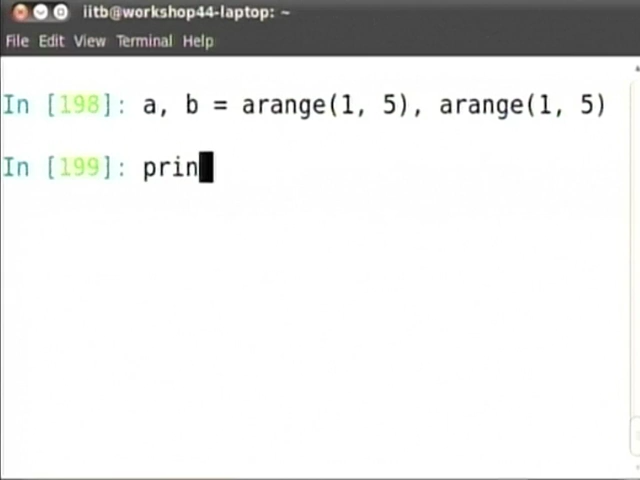 iitb@workshop44-laptop: ~
File Edit View Terminal Help
In [198]: a, b = arange(1, 5), arange(1, 5)
In [199]: prin